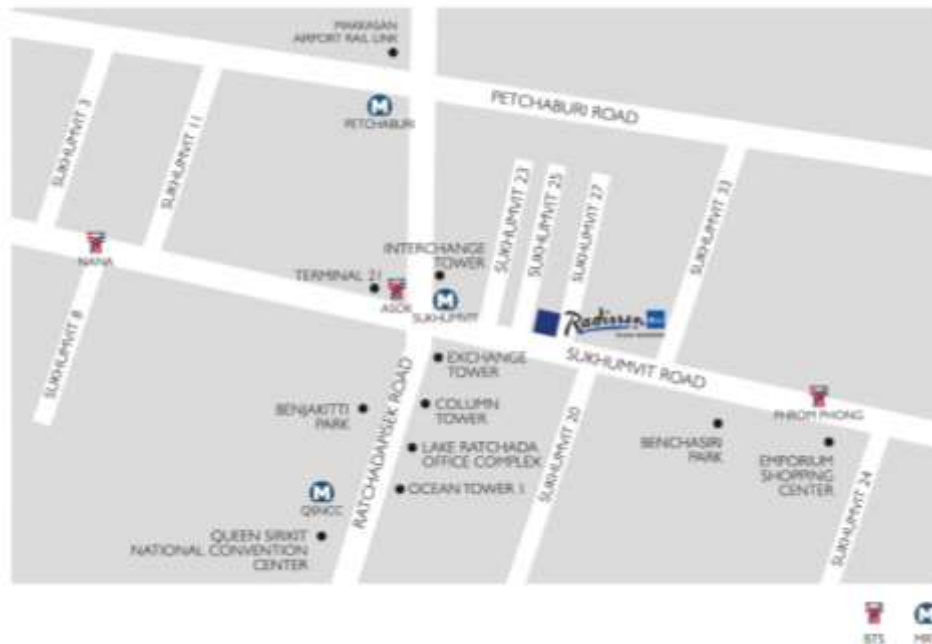 MAKKASAN
AIRPORT RAIL LINK
PETCHABURI ROAD
SUKHUMVIT 3
SUKHUMVIT 11
PETCHABURI
SUKHUMVIT 23
SUKHUMVIT 25
SUKHUMVIT 27
SUKHUMVIT 33
NANA
INTERCHANGE
TOWER
TERMINAL 21
ASOK
SUKHUMVIT
Radisson
BLU
SUKHUMVIT 8
SUKHUMVIT ROAD
EXCHANGE
TOWER
RATCHADAPISEK ROAD
BENJAKITTI
PARK
COLUMN
TOWER
SUKHUMVIT 20
PHROM PHONG
BENCHASIRI
PARK
LAKE RATCHADA
OFFICE COMPLEX
EMPORIUM
SHOPPING
CENTER
OCEAN TOWER 1
QSNCC
SUKHUMVIT 24
QUEEN SIRIKIT
NATIONAL CONVENTION
CENTER
BTS